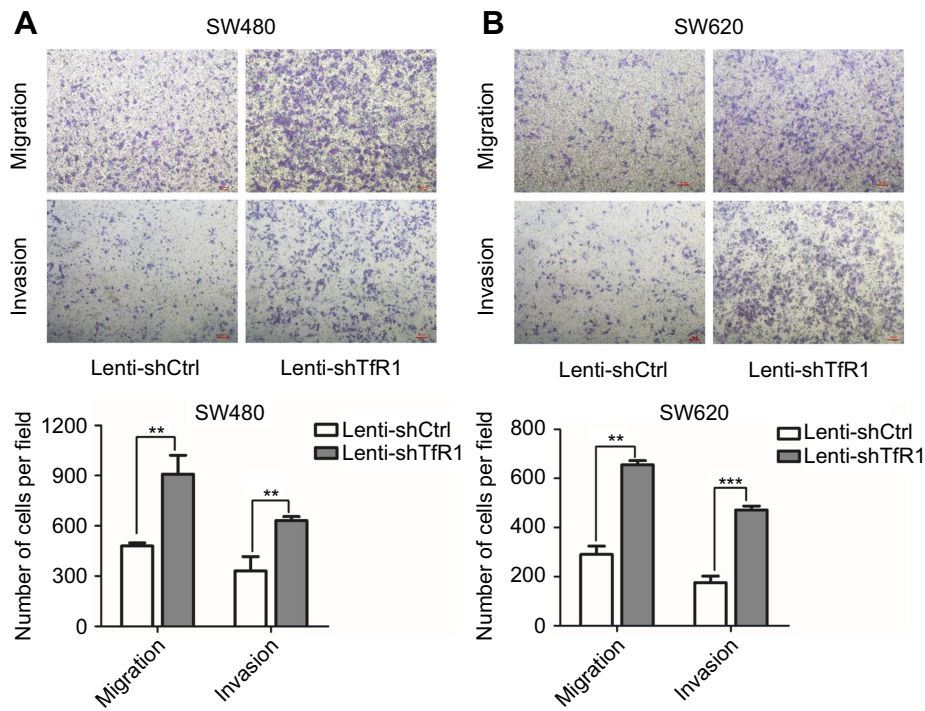 A
SW480
Migration
Invasion
Lenti-shCtrl
Lenti-shTfR1
SW480
Number of cells per field
1200
900
600
300
0
**
**
Lenti-shCtrl
Lenti-shTfR1
Migration
Invasion
B
SW620
Migration
Invasion
Lenti-shCtrl
Lenti-shTfR1
SW620
Number of cells per field
800
600
400
200
0
**
***
Lenti-shCtrl
Lenti-shTfR1
Migration
Invasion